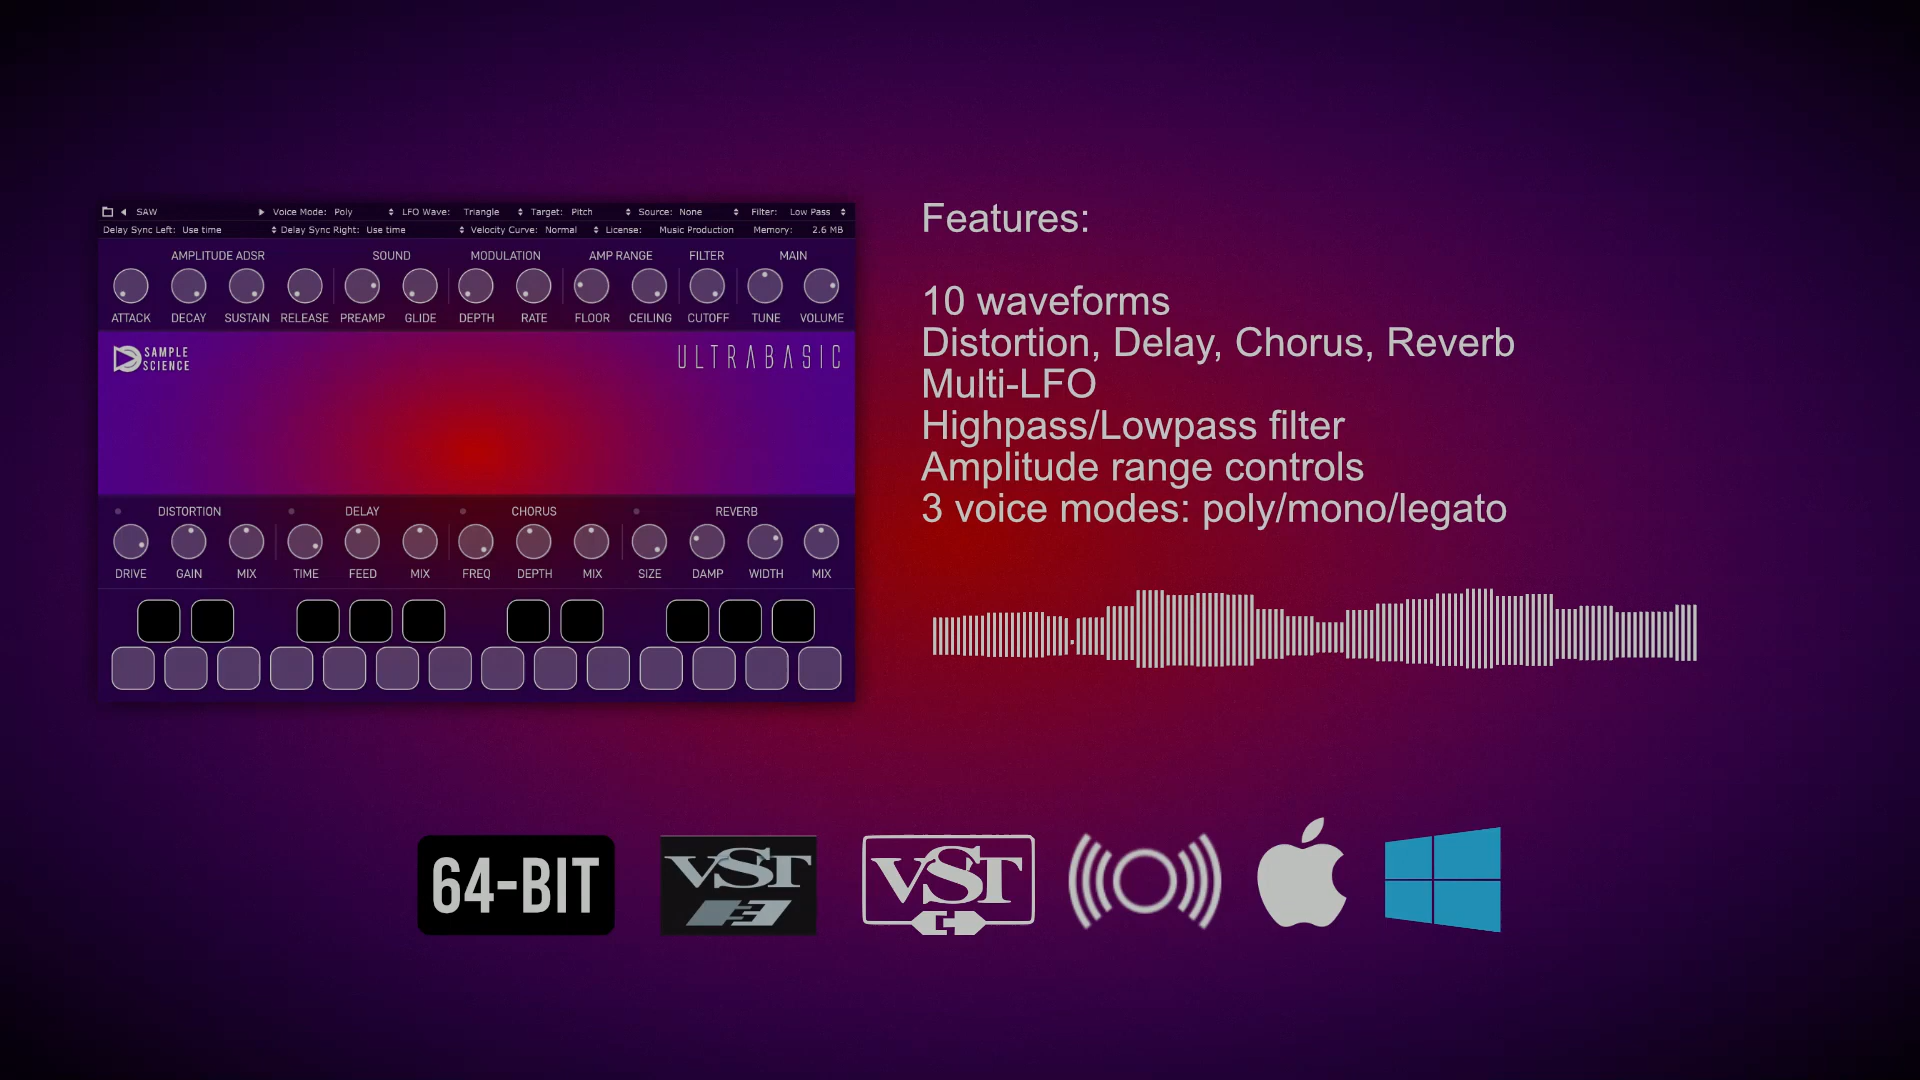 SAW Voice Mode: Poly LFO Wave: Triangle Target: Pitch Source: None Filter: Low Pass
Delay Sync Left: Use time Delay Sync Right: Use time Velocity Curve: Normal License: Music Production Memory: 2.6 MB
AMPLITUDE ADSR SOUND MODULATION AMP RANGE FILTER MAIN
ATTACK DECAY SUSTAIN RELEASE PREAMP GLIDE DEPTH RATE FLOOR CEILING CUTOFF TUNE VOLUME
SAMPLE
SCIENCE
ULTRABASIC
DISTORTION DELAY CHORUS REVERB
DRIVE GAIN MIX TIME FEED MIX FREQ DEPTH MIX SIZE DAMP WIDTH MIX
Features:
10 waveforms
Distortion, Delay, Chorus, Reverb
Multi-LFO
Highpass/Lowpass filter
Amplitude range controls
3 voice modes: poly/mono/legato
64-BIT
VST
3
VST